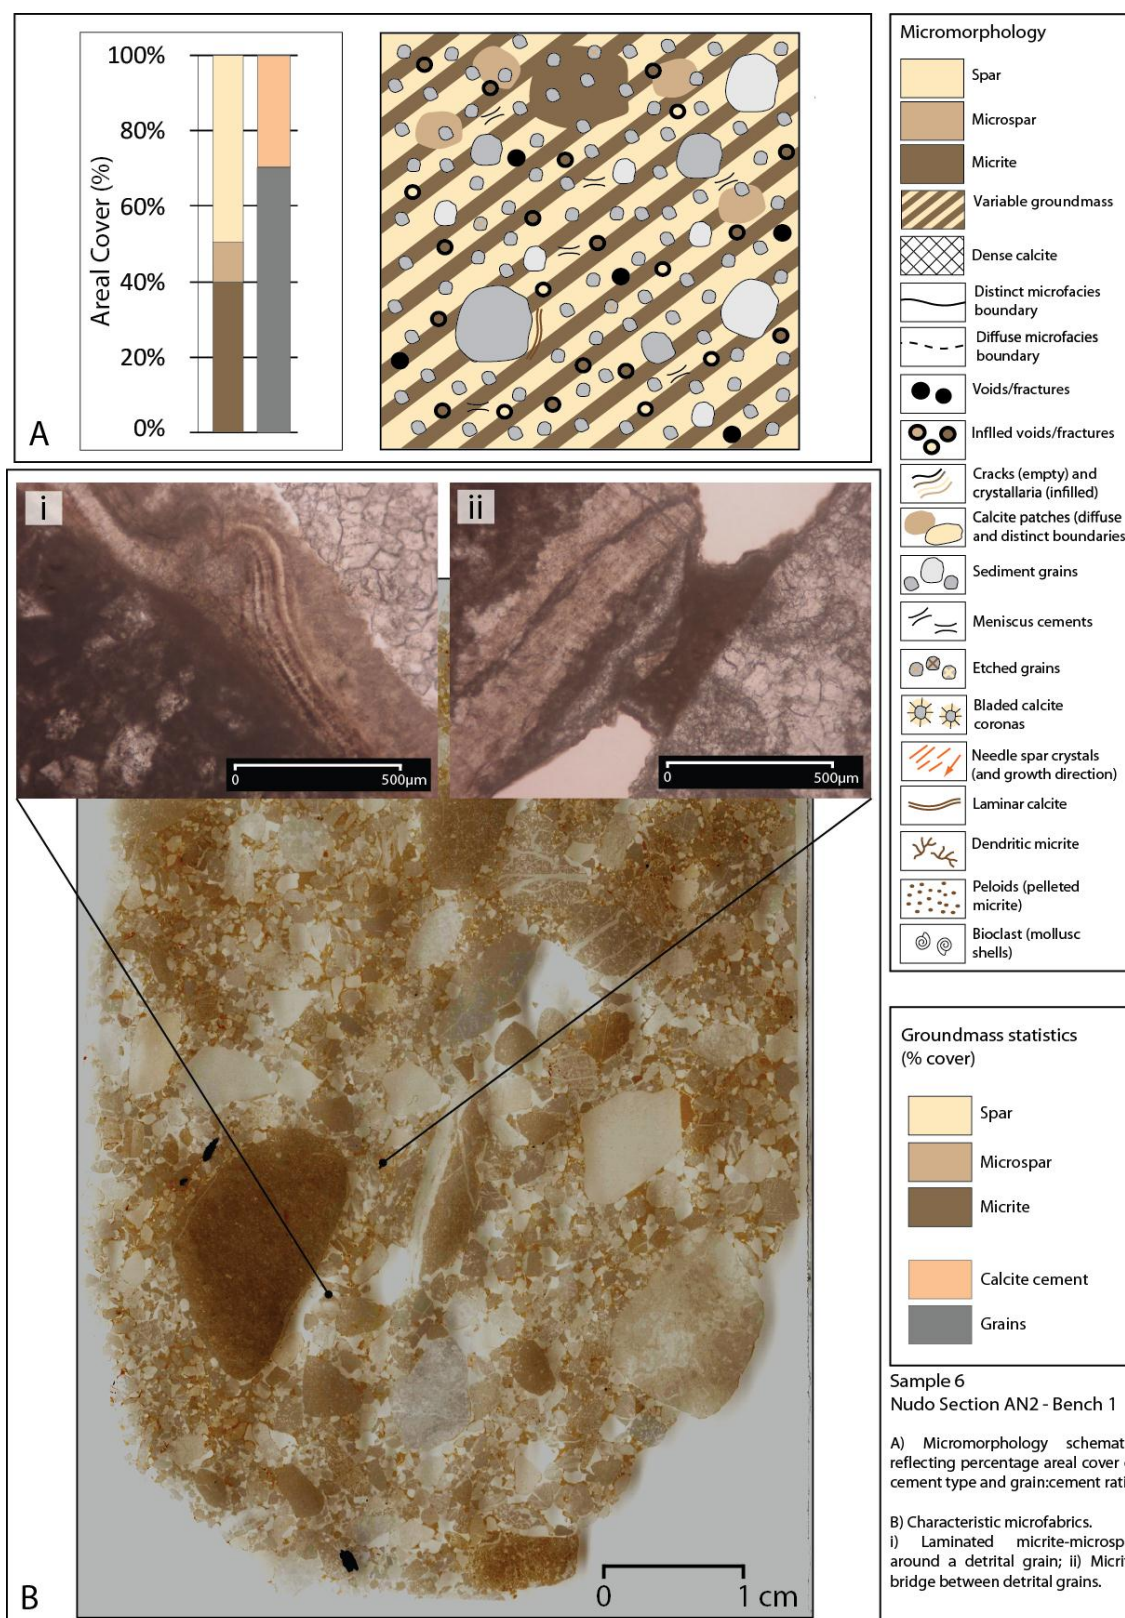 100%
80%
60%
40%
20%
0%
Areal Cover (%)
A
Micromorphology
Spar
Microspar
Micrite
Variable groundmass
Dense calcite
Distinct microfacies
boundary
Diffuse microfacies
boundary
Voids/fractures
Inflled voids/fractures
Cracks (empty) and
crystallaria (infilled)
Calcite patches (diffuse
and distinct boundaries
Sediment grains
Meniscus cements
Etched grains
Bladed calcite
coronas
Needle spar crystals
(and growth direction)
Laminar calcite
Dendritic micrite
Peloids (pelleted
micrite)
Bioclast (mollusc
shells)
i
0 500µm
ii
0 500µm
B
0 1 cm
Groundmass statistics
(% cover)
Spar
Microspar
Micrite
Calcite cement
Grains
Sample 6
Nudo Section AN2 - Bench 1
A) Micromorphology schemat
reflecting percentage areal cover
cement type and grain:cement rati
B) Characteristic microfabrics.
i) Laminated micrite-microsp
around a detrital grain; ii) Micrit
bridge between detrital grains.